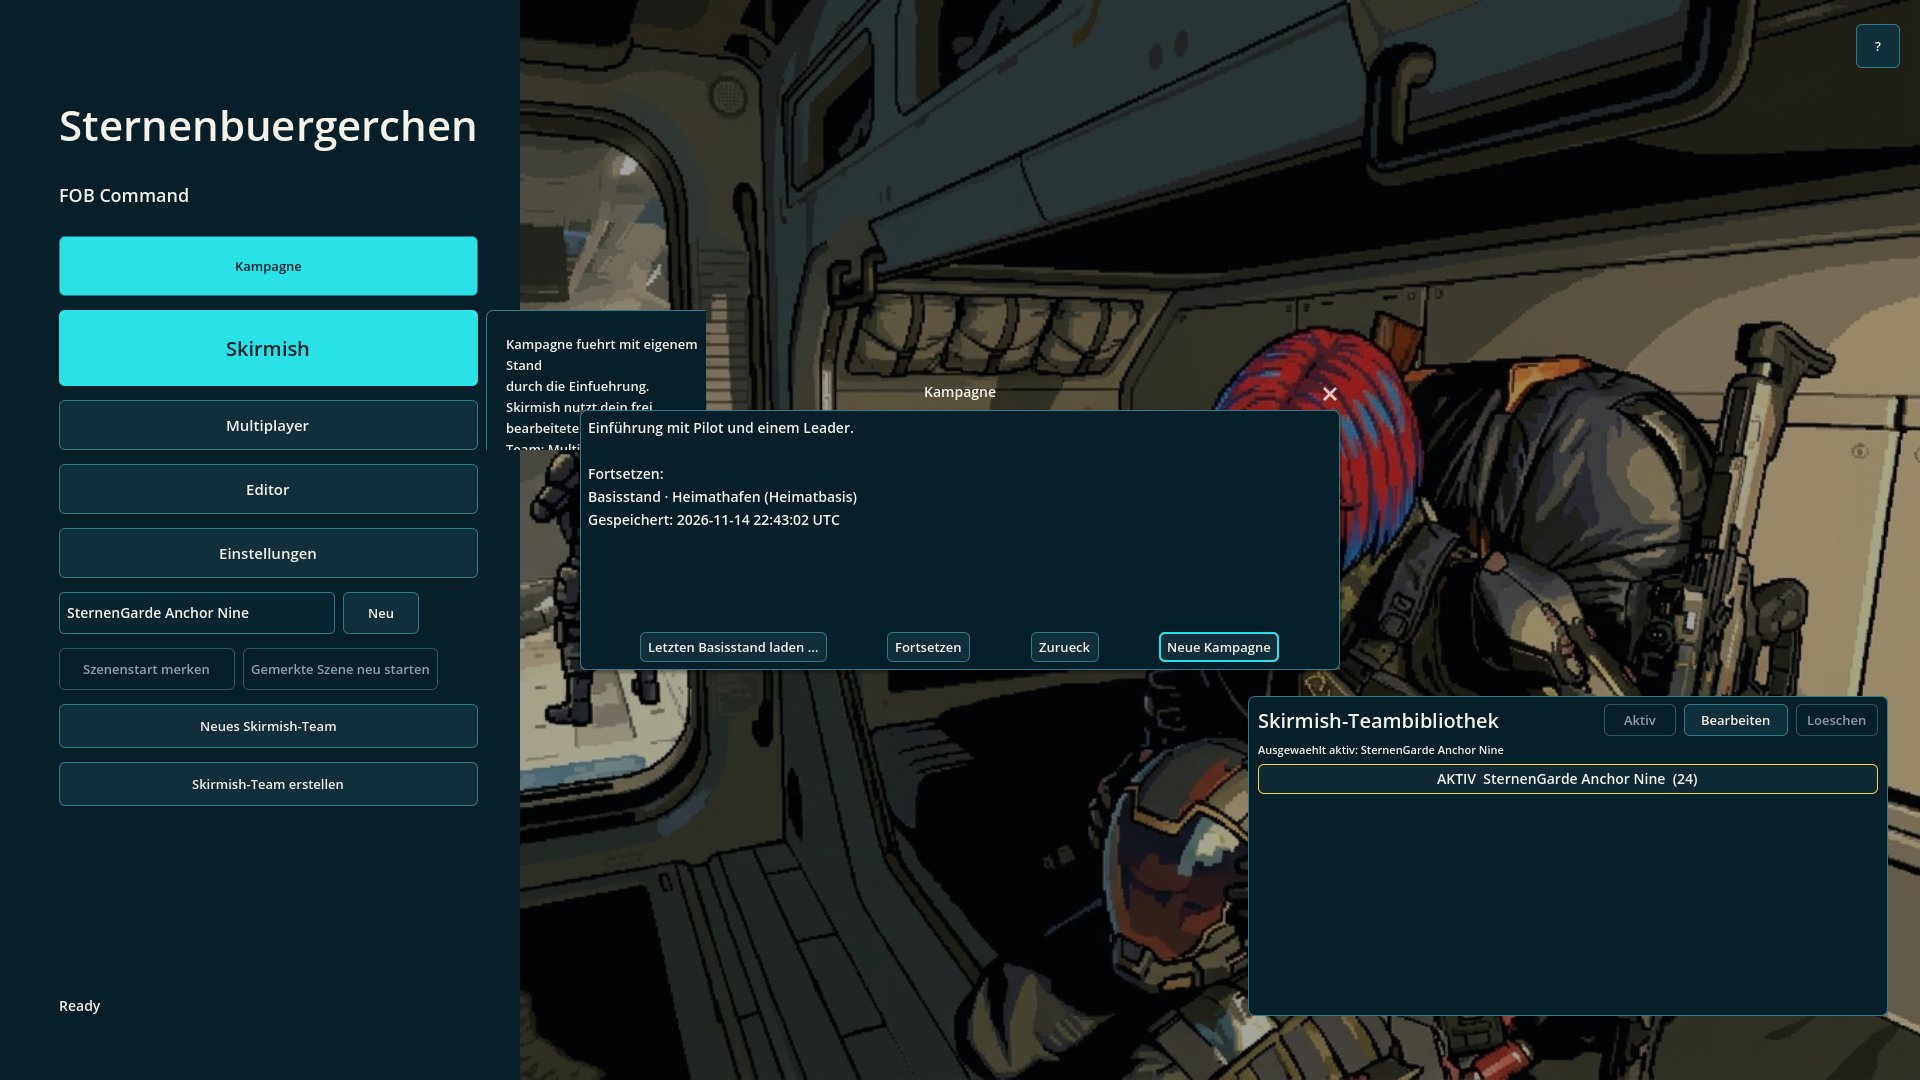 ?
Sternenbuergerchen
FOB Command
Kampagne
Skirmish
Multiplayer
Editor
Einstellungen
SternenGarde Anchor Nine
Neu
Szenenstart merken
Gemerkte Szene neu starten
Neues Skirmish-Team
Skirmish-Team erstellen
Ready
Kampagne fuehrt mit eigenem
Stand
durch die Einfuehrung.
Skirmish nutzt dein frei
bearbeitete
Team: Multi
Kampagne
Einführung mit Pilot und einem Leader.
Fortsetzen:
Basisstand · Heimathafen (Heimatbasis)
Gespeichert: 2026-11-14 22:43:02 UTC
Letzten Basisstand laden ...
Fortsetzen
Zurueck
Neue Kampagne
Skirmish-Teambibliothek
Aktiv
Bearbeiten
Loeschen
Ausgewaehlt aktiv: SternenGarde Anchor Nine
AKTIV SternenGarde Anchor Nine (24)